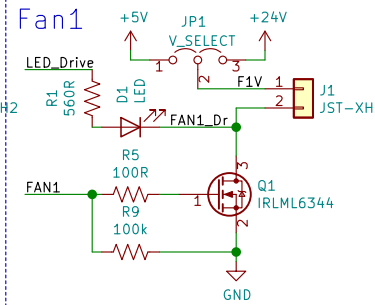 Fan1
+5V
JP1
+24V
V_SELECT
1
3
2
LED_Drive
F1V
1
2
J1
JST-XH
R1
560R
D1
LED
H2
FAN1_Dr
R5
100R
3
Q1
IRLML6344
1
2
FAN1
R9
100k
GND